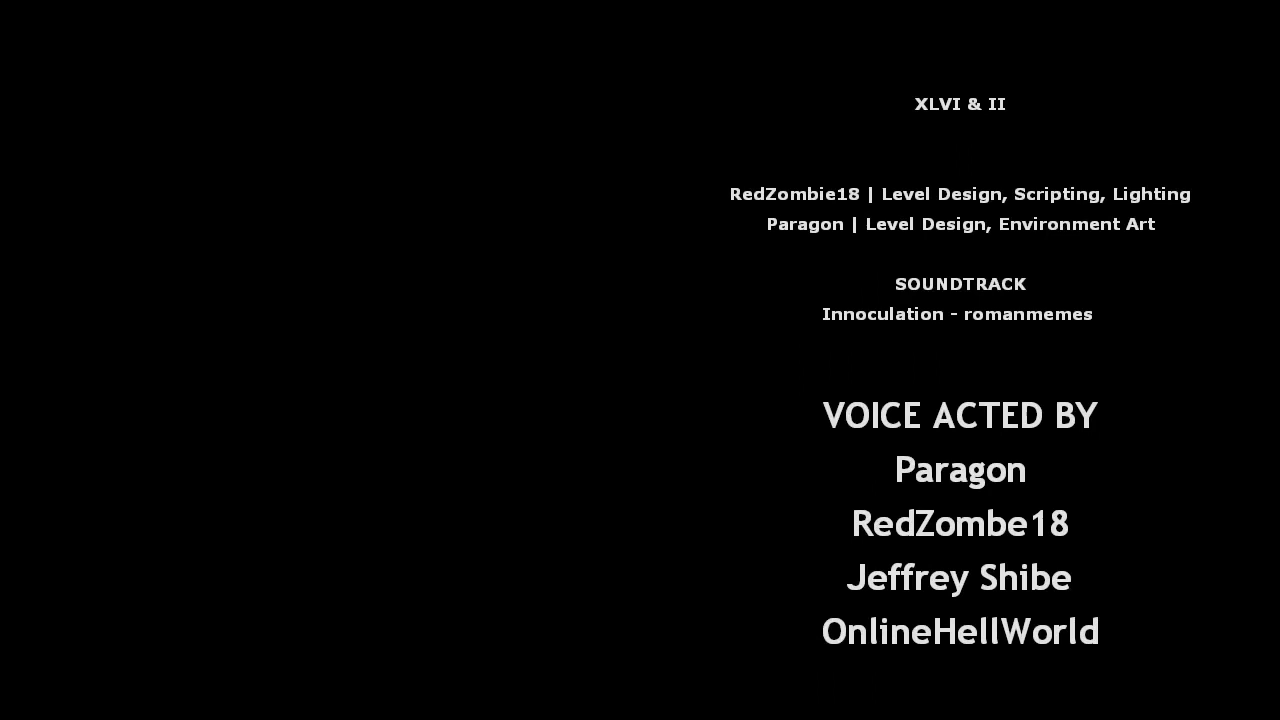 XLVI & II
RedZombie18 | Level Design, Scripting, Lighting
Paragon | Level Design, Environment Art
SOUNDTRACK
Innoculation - romanmemes
VOICE ACTED BY
Paragon
RedZombe18
Jeffrey Shibe
OnlineHellWorld